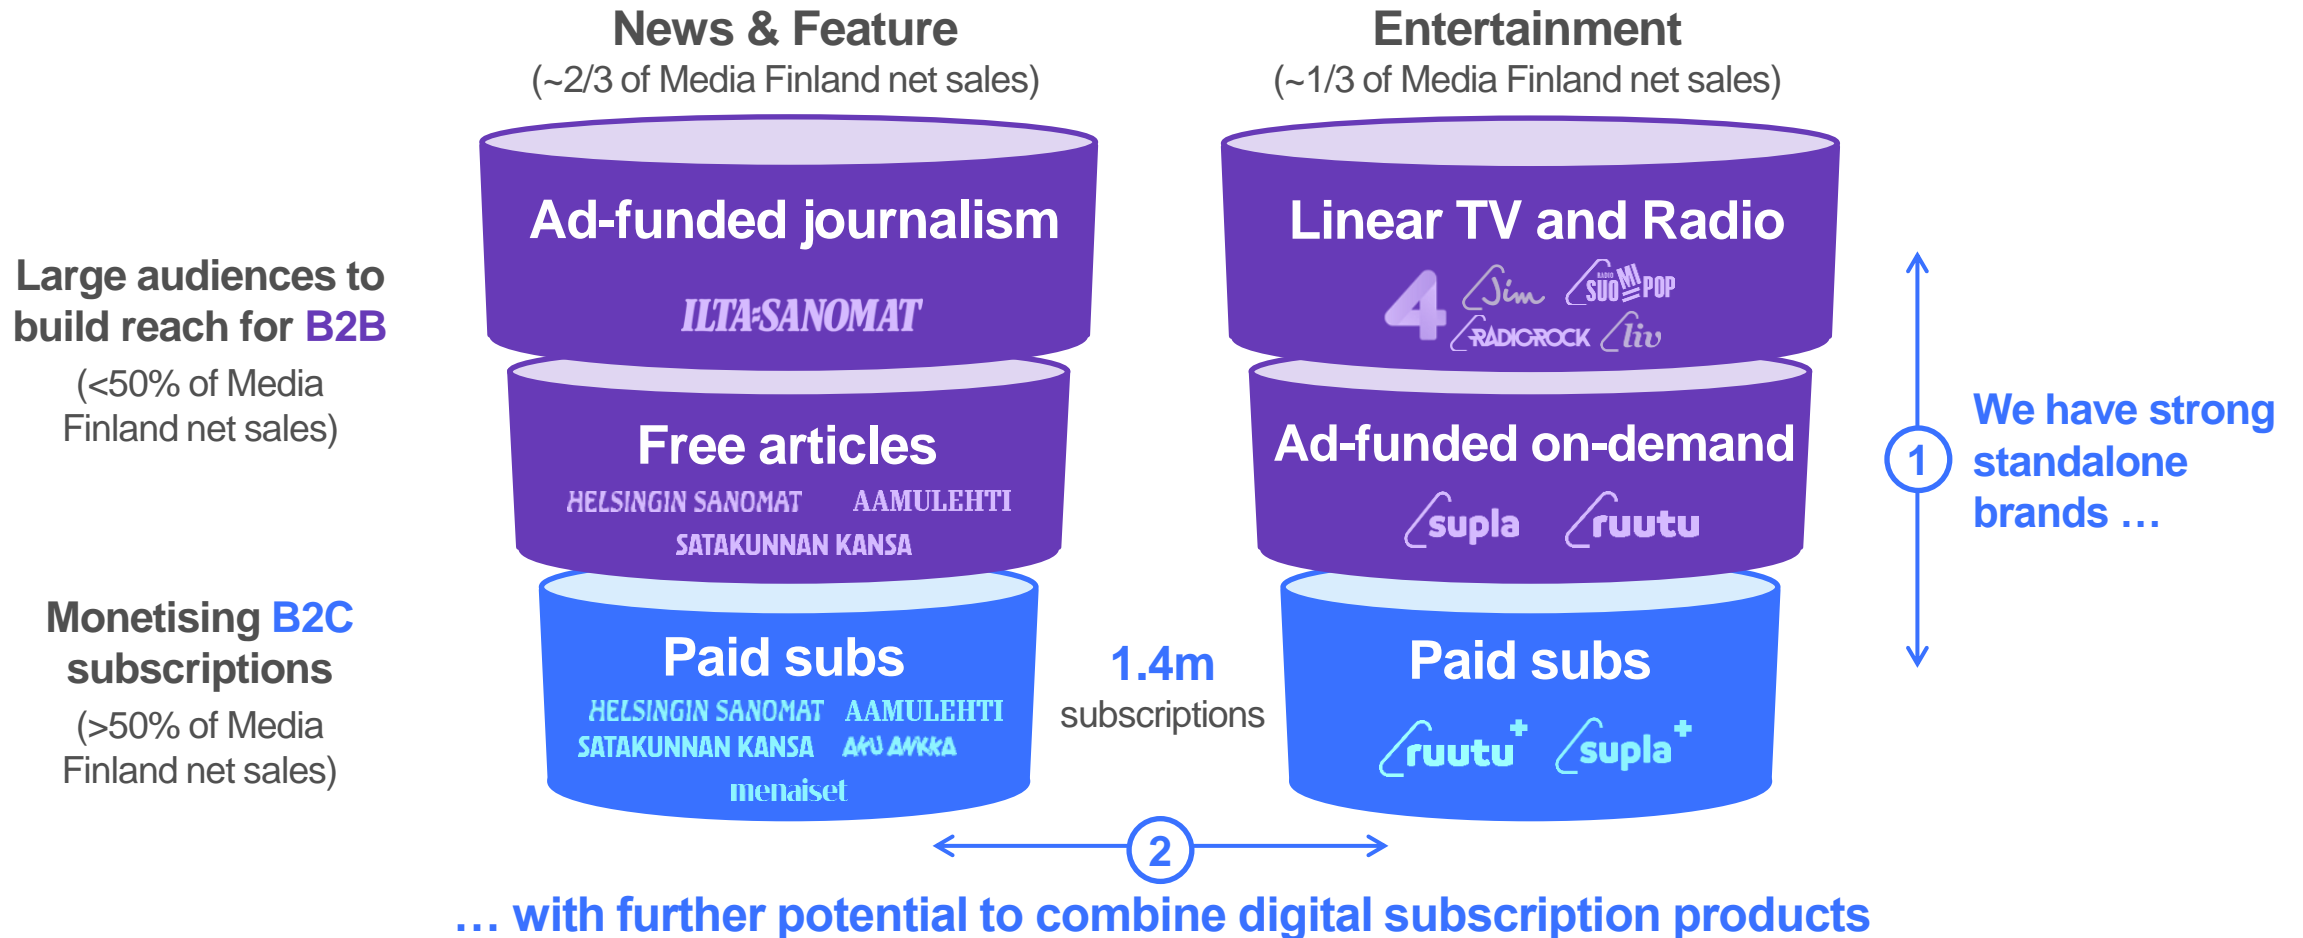 News & Feature
(~2/3 of Media Finland net sales)
Entertainment
(~1/3 of Media Finland net sales)
Large audiences to
build reach for B2B
(<50% of Media
Finland net sales)
Monetising B2C
subscriptions
(>50% of Media
Finland net sales)
Ad-funded journalism
ILTA-SANOMAT
Free articles
HELSINGIN SANOMAT AAMULEHTI
SATAKUNNAN KANSA
Paid subs
HELSINGIN SANOMAT AAMULEHTI
SATAKUNNAN KANSA AKU ANKKA
menaiset
1.4m
subscriptions
Linear TV and Radio
4 Jim RADIO SUOMIPOP
RADIO ROCK liv
Ad-funded on-demand
supla ruutu
Paid subs
ruutu+ supla+
1
We have strong
standalone
brands …
2
… with further potential to combine digital subscription products